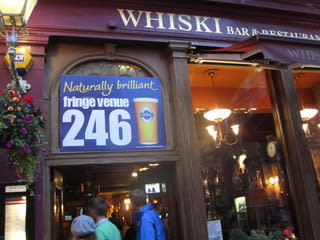 WHISKI BAR & RESTAURANT
Naturally brilliant
fringe venue
246
WHISKI